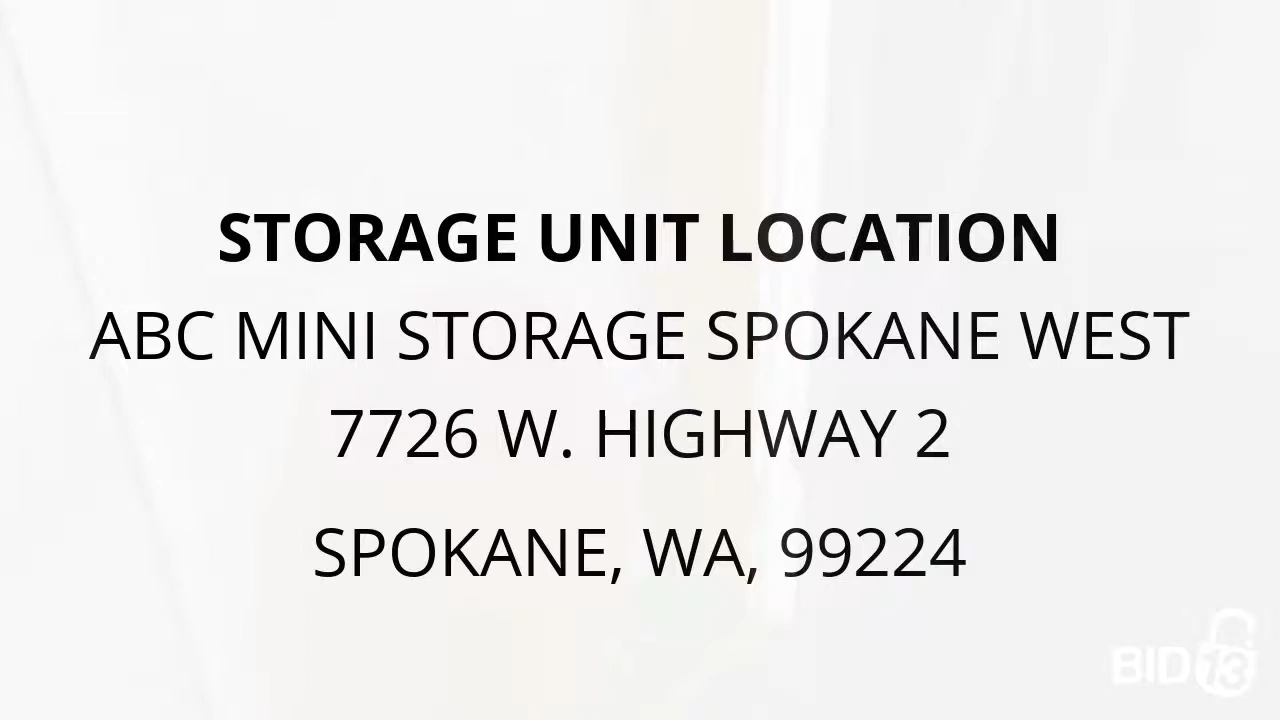 STORAGE UNIT LOCATION
ABC MINI STORAGE SPOKANE WEST
7726 W. HIGHWAY 2
SPOKANE, WA, 99224
BID13